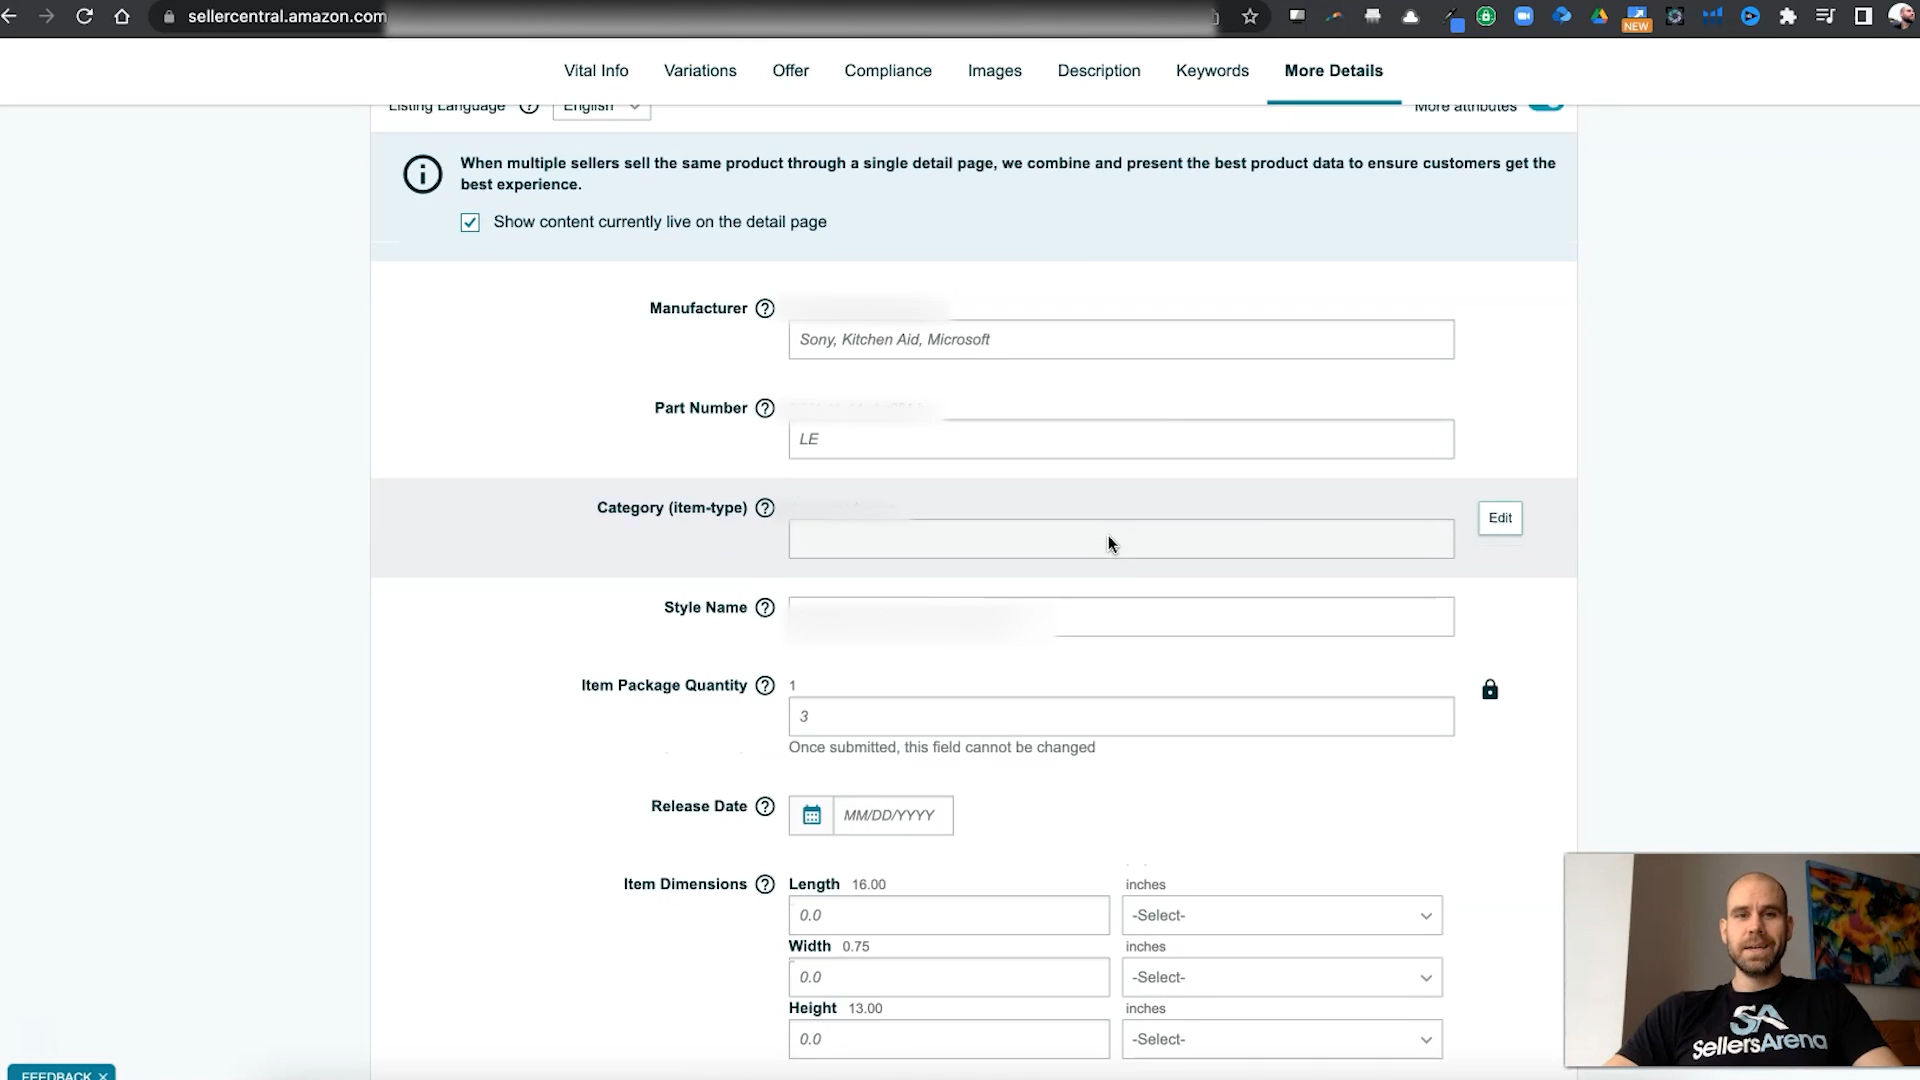 sellercentral.amazon.com
NEW
Vital Info
Variations
Offer
Compliance
Images
Description
Keywords
More Details
Listing Language
English
More attributes
When multiple sellers sell the same product through a single detail page, we combine and present the best product data to ensure customers get the
best experience.
Show content currently live on the detail page
Manufacturer
Sony, Kitchen Aid, Microsoft
Part Number
LE
Category (item-type)
Edit
Style Name
Item Package Quantity
1
3
Once submitted, this field cannot be changed
Release Date
MM/DD/YYYY
Item Dimensions
Length 16.00
inches
0.0
-Select-
Width 0.75
inches
0.0
-Select-
Height 13.00
inches
0.0
-Select-
FEEDBACK
SA
SellersArena